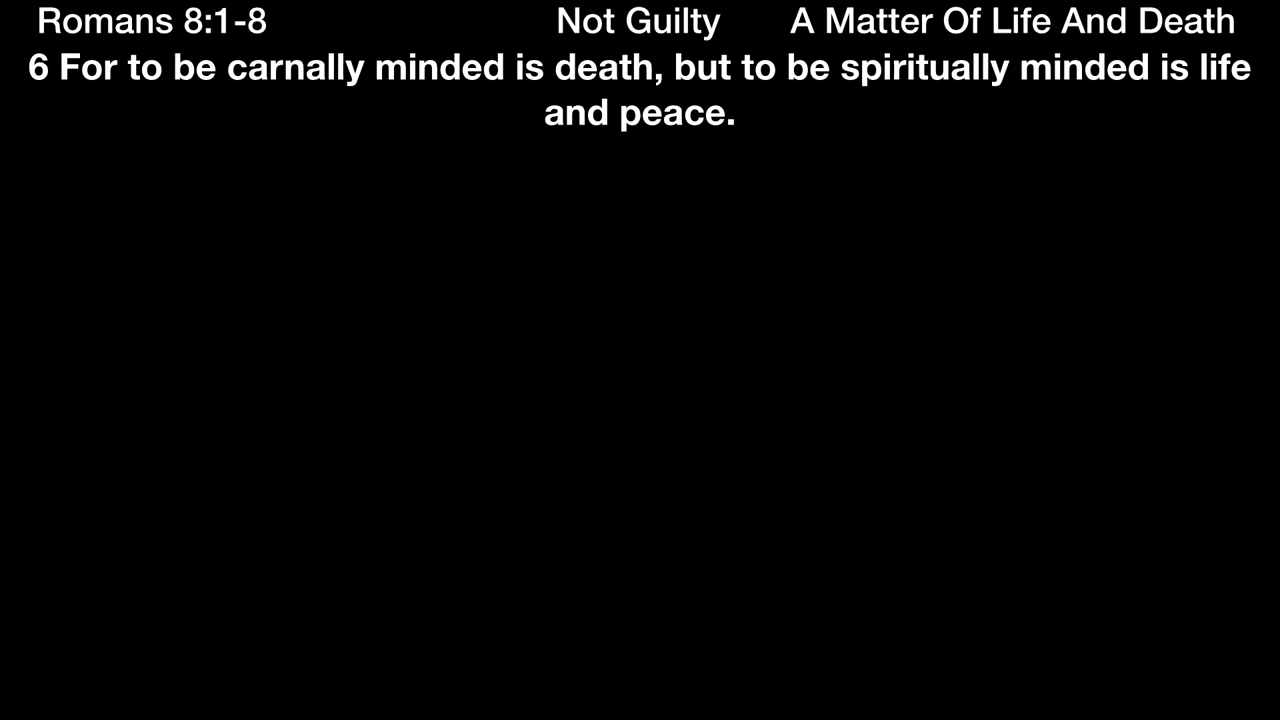 Romans 8:1-8 Not Guilty A Matter Of Life And Death
6 For to be carnally minded is death, but to be spiritually minded is life
and peace.